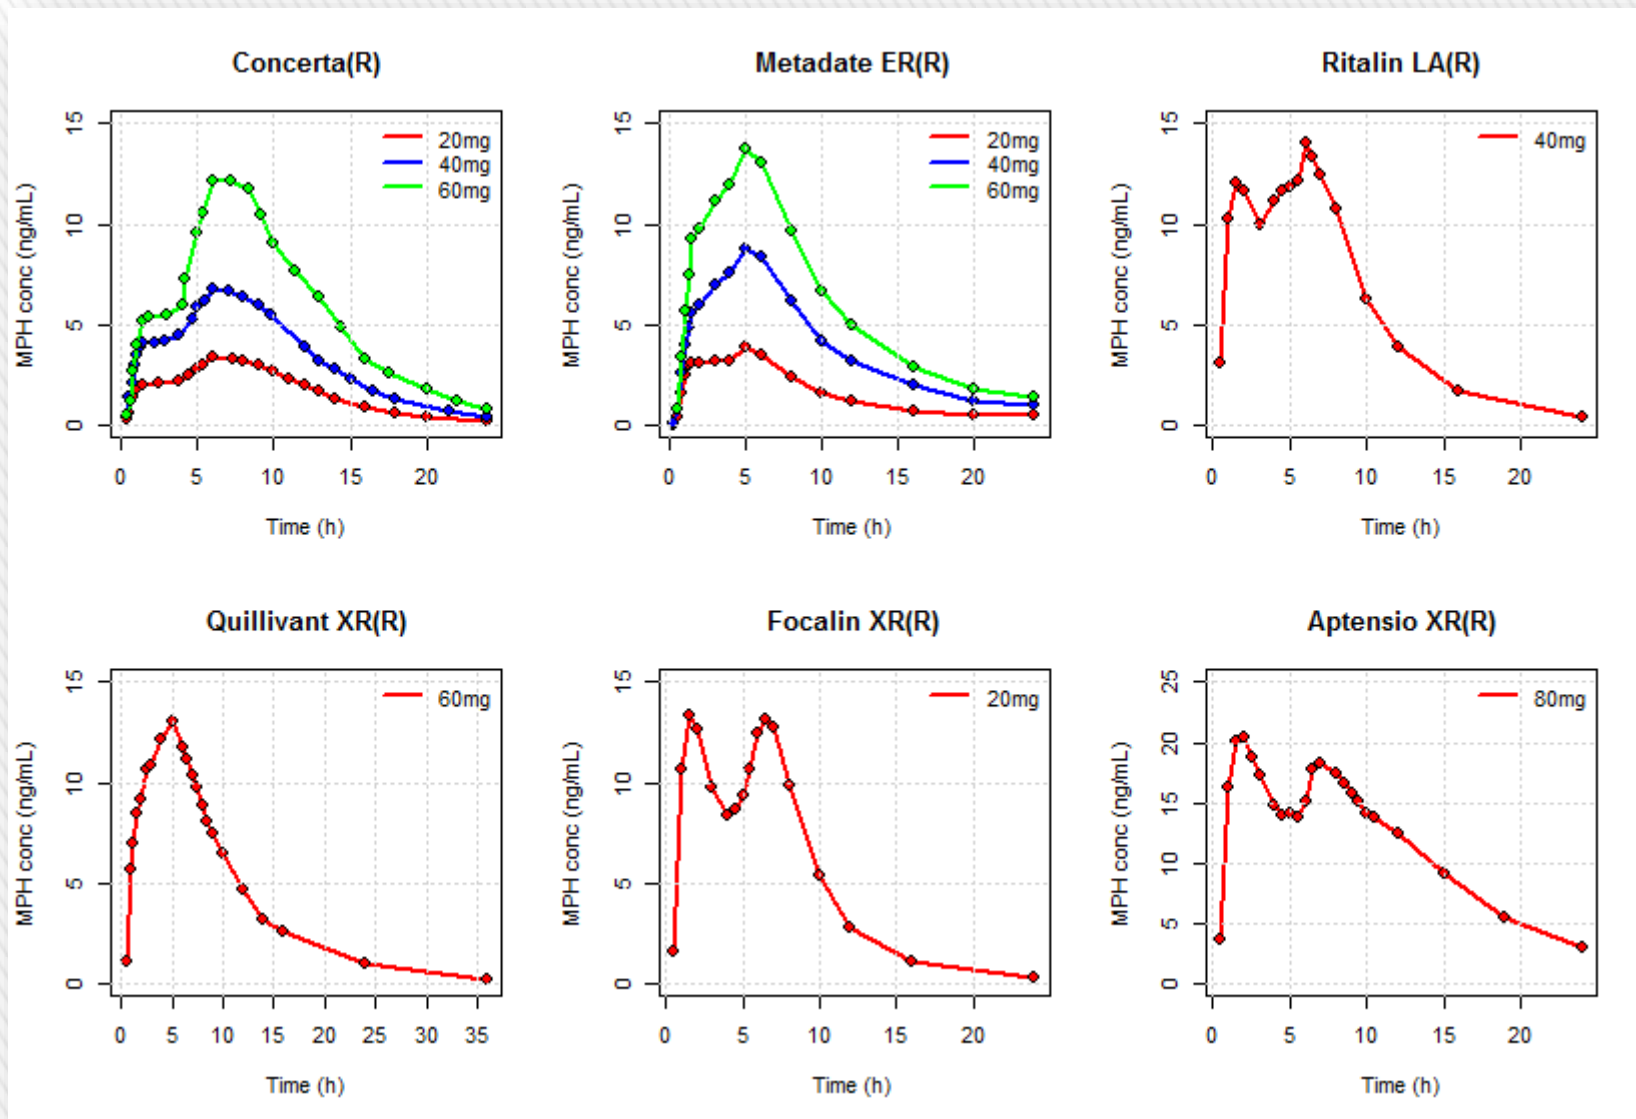 Concerta(R)
MPH conc (ng/mL)
15
10
5
0
20mg
40mg
60mg
0 5 10 15 20
Time (h)
Metadate ER(R)
MPH conc (ng/mL)
15
10
5
0
20mg
40mg
60mg
0 5 10 15 20
Time (h)
Ritalin LA(R)
MPH conc (ng/mL)
15
10
5
0
40mg
0 5 10 15 20
Time (h)
Quillivant XR(R)
MPH conc (ng/mL)
15
10
5
0
60mg
0 5 10 15 20 25 30 35
Time (h)
Focalin XR(R)
MPH conc (ng/mL)
15
10
5
0
20mg
0 5 10 15 20
Time (h)
Aptensio XR(R)
MPH conc (ng/mL)
25
20
15
10
5
0
80mg
0 5 10 15 20
Time (h)